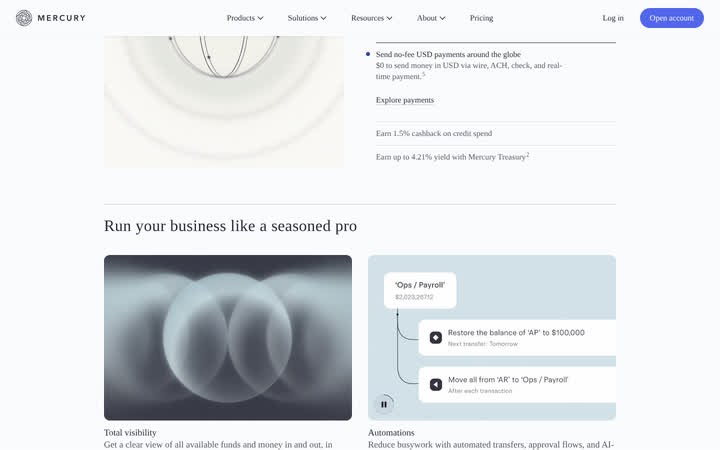 MERCURY
Products
Solutions
Resources
About
Pricing
Log in
Open account
Send no-fee USD payments around the globe
$0 to send money in USD via wire, ACH, check, and real-
time payment.5
Explore payments
Earn 1.5% cashback on credit spend
Earn up to 4.21% yield with Mercury Treasury2
Run your business like a seasoned pro
'Ops / Payroll'
$2,023,267.12
Restore the balance of 'AP' to $100,000
Next transfer: Tomorrow
Move all from 'AR' to 'Ops / Payroll'
After each transaction
Total visibility
Get a clear view of all available funds and money in and out, in
Automations
Reduce busywork with automated transfers, approval flows, and AI-